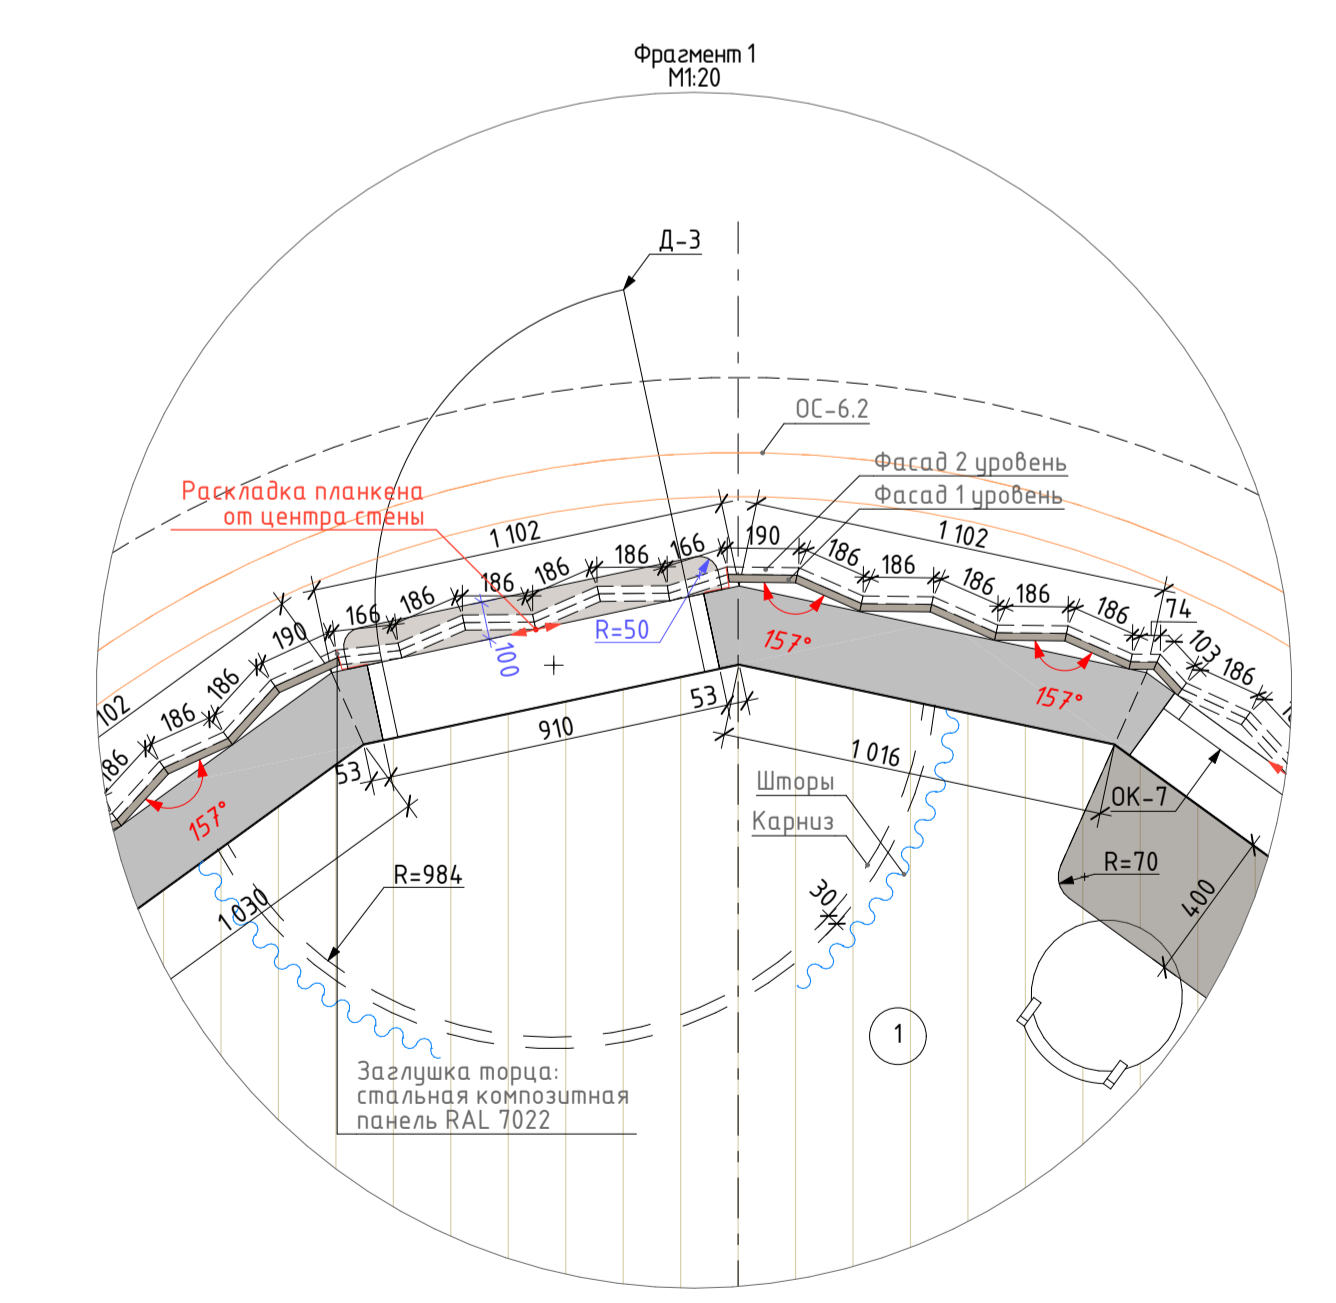 Фрагмент 1
М1:20
Д-3
ОС-6.2
Фасад 2 уровень
Фасад 1 уровень
Раскладка планкена
от центра стены
1 102
1 102
102
190
166
186
186
186
186
186
166
190
186
186
186
186
186
74
103
186
186
186
186
R=50
100
157°
157°
157°
53
910
53
1 016
1 030
Шторы
Карниз
ОК-7
R=70
400
30
R=984
1
Заглушка торца:
стальная композитная
панель RAL 7022